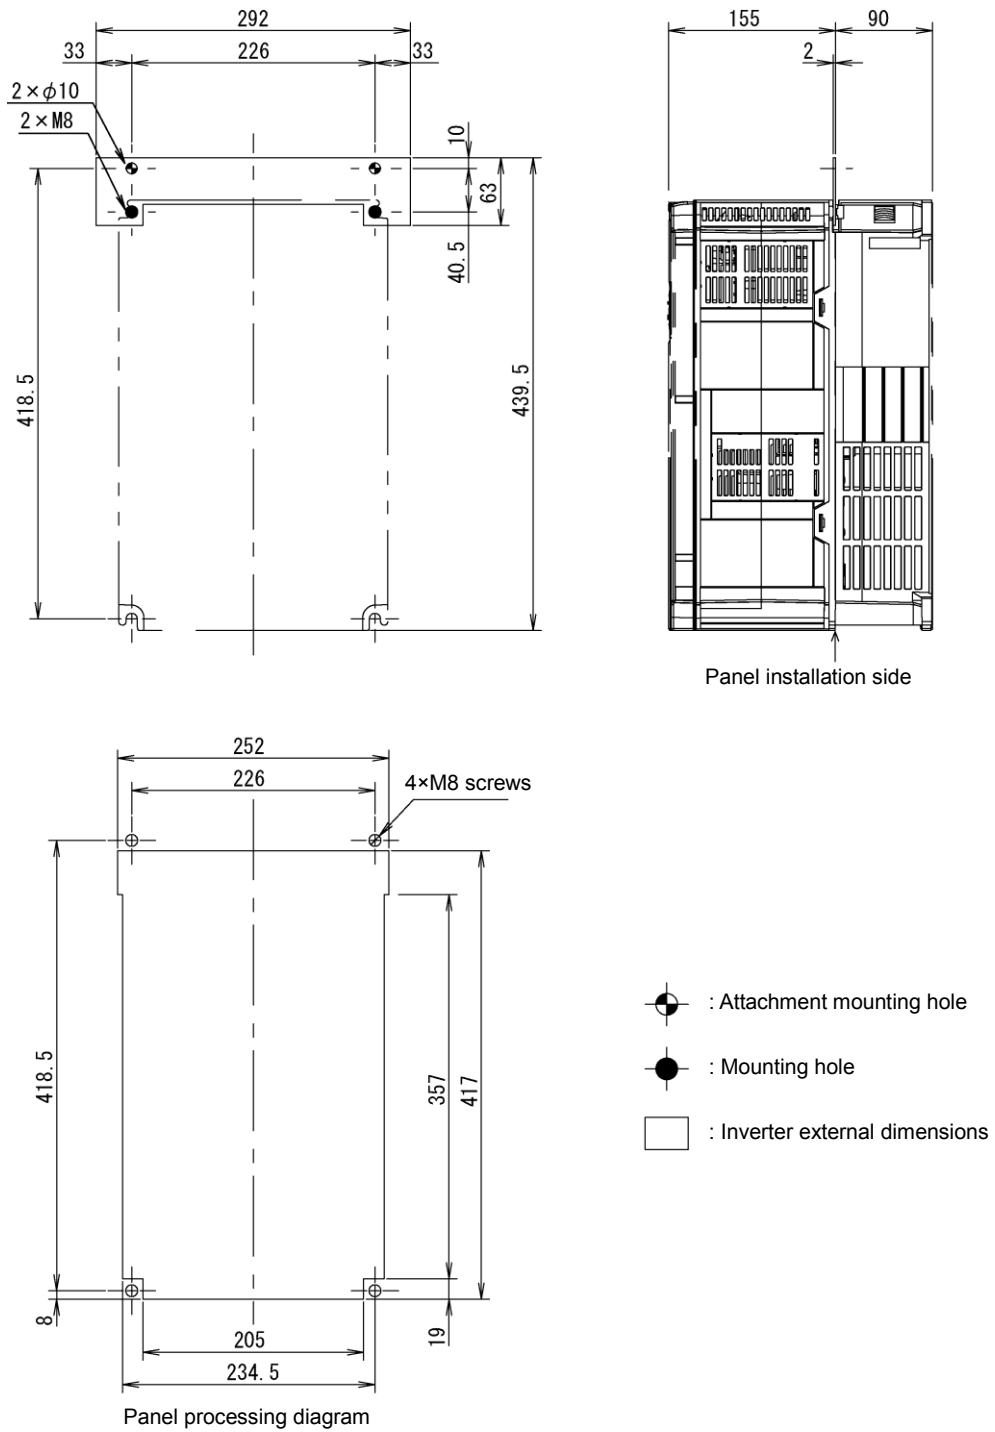 292
33
226
33
2×φ10
2×M8
10
63
40.5
418.5
439.5
155
90
2
Panel installation side
252
226
4×M8 screws
418.5
357
417
8
19
205
234.5
Panel processing diagram
: Attachment mounting hole
: Mounting hole
: Inverter external dimensions